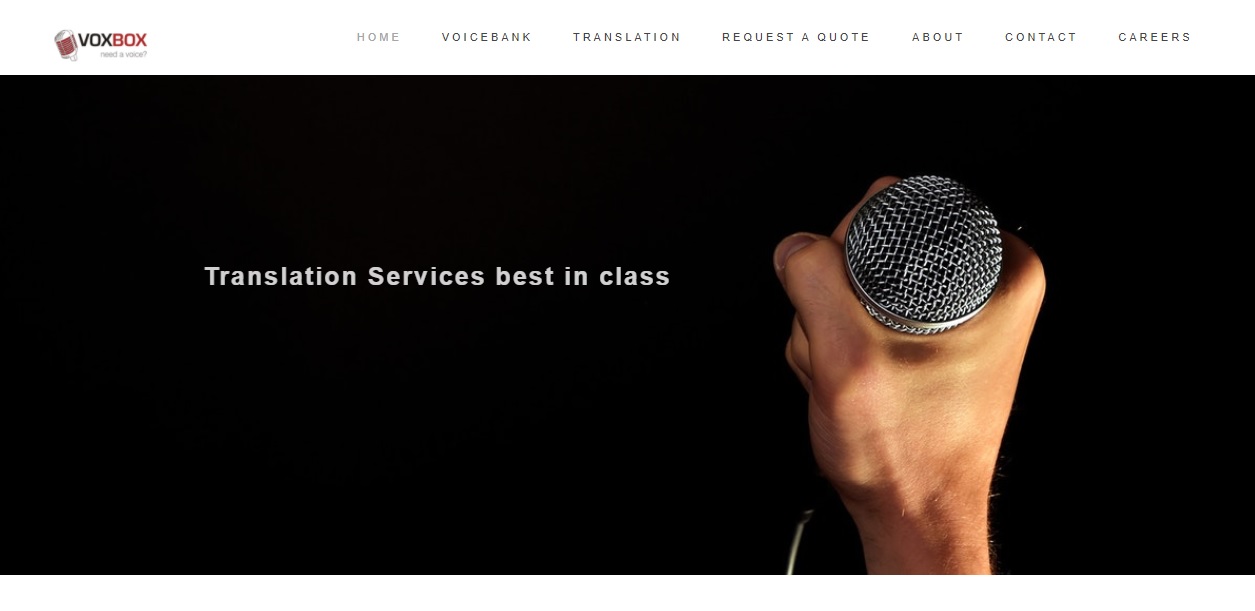 VOXBOX
need a voice?
HOME VOICEBANK TRANSLATION REQUEST A QUOTE ABOUT CONTACT CAREERS
Translation Services best in class